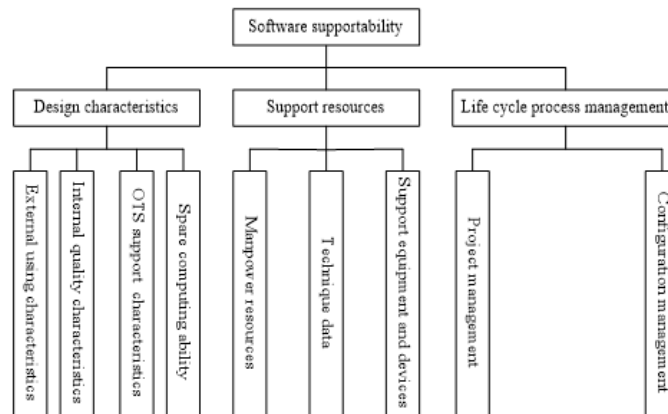 Software supportability
Design characteristics
Support resources
Life cycle process management
External using characteristics
Internal quality characteristics
OTS support characteristics
Spare computing ability
Manpower resources
Technique data
Support equipment and devices
Project management
Configuration management